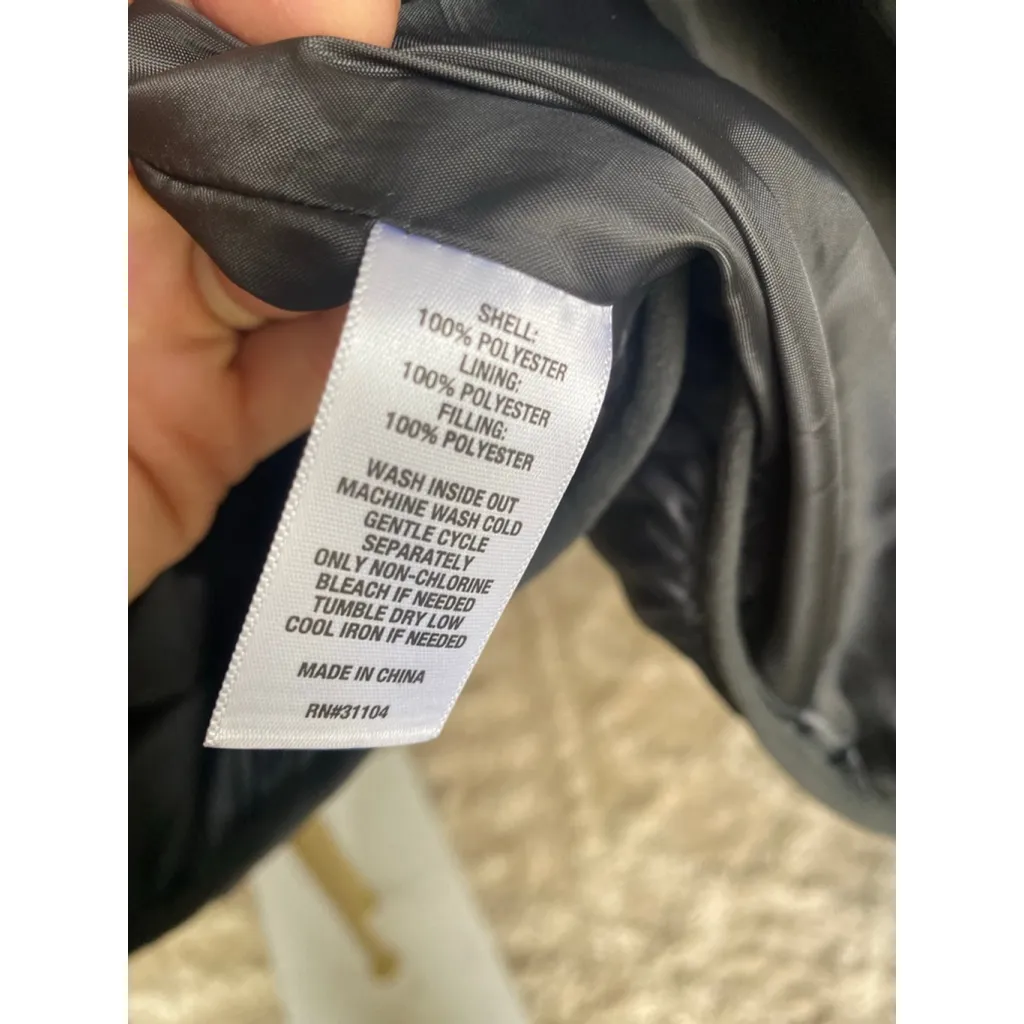 SHELL:
100% POLYESTER
LINING:
100% POLYESTER
FILLING:
100% POLYESTER
WASH INSIDE OUT
MACHINE WASH COLD
GENTLE CYCLE
SEPARATELY
ONLY NON-CHLORINE
BLEACH IF NEEDED
TUMBLE DRY LOW
COOL IRON IF NEEDED
MADE IN CHINA
RN#31104